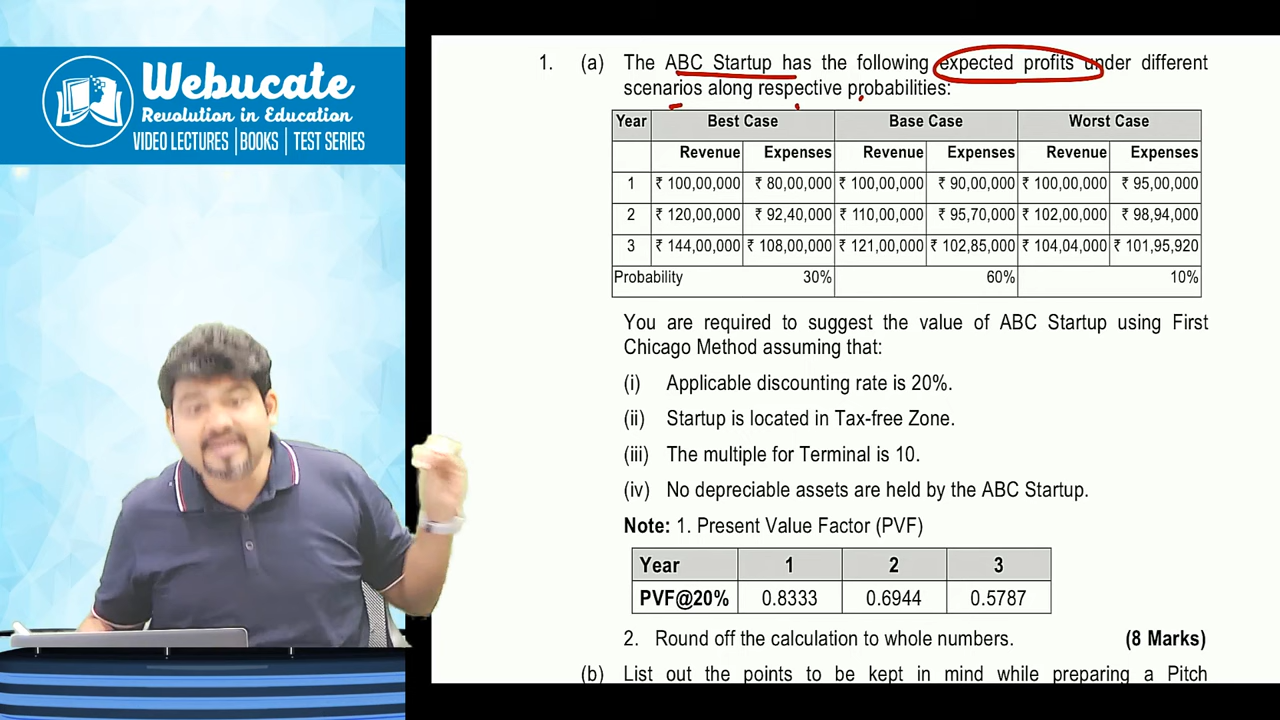 Webucate
Revolution in Education
VIDEO LECTURES | BOOKS | TEST SERIES
1. (a) The ABC Startup has the following expected profits under different
scenarios along respective probabilities:
Year Best Case Base Case Worst Case
Revenue Expenses Revenue Expenses Revenue Expenses
1 ₹ 100,00,000 ₹ 80,00,000 ₹ 100,00,000 ₹ 90,00,000 ₹ 100,00,000 ₹ 95,00,000
2 ₹ 120,00,000 ₹ 92,40,000 ₹ 110,00,000 ₹ 95,70,000 ₹ 102,00,000 ₹ 98,94,000
3 ₹ 144,00,000 ₹ 108,00,000 ₹ 121,00,000 ₹ 102,85,000 ₹ 104,04,000 ₹ 101,95,920
Probability 30% 60% 10%
You are required to suggest the value of ABC Startup using First
Chicago Method assuming that:
(i) Applicable discounting rate is 20%.
(ii) Startup is located in Tax-free Zone.
(iii) The multiple for Terminal is 10.
(iv) No depreciable assets are held by the ABC Startup.
Note: 1. Present Value Factor (PVF)
Year 1 2 3
PVF@20% 0.8333 0.6944 0.5787
2. Round off the calculation to whole numbers. (8 Marks)
(b) List out the points to be kept in mind while preparing a Pitch